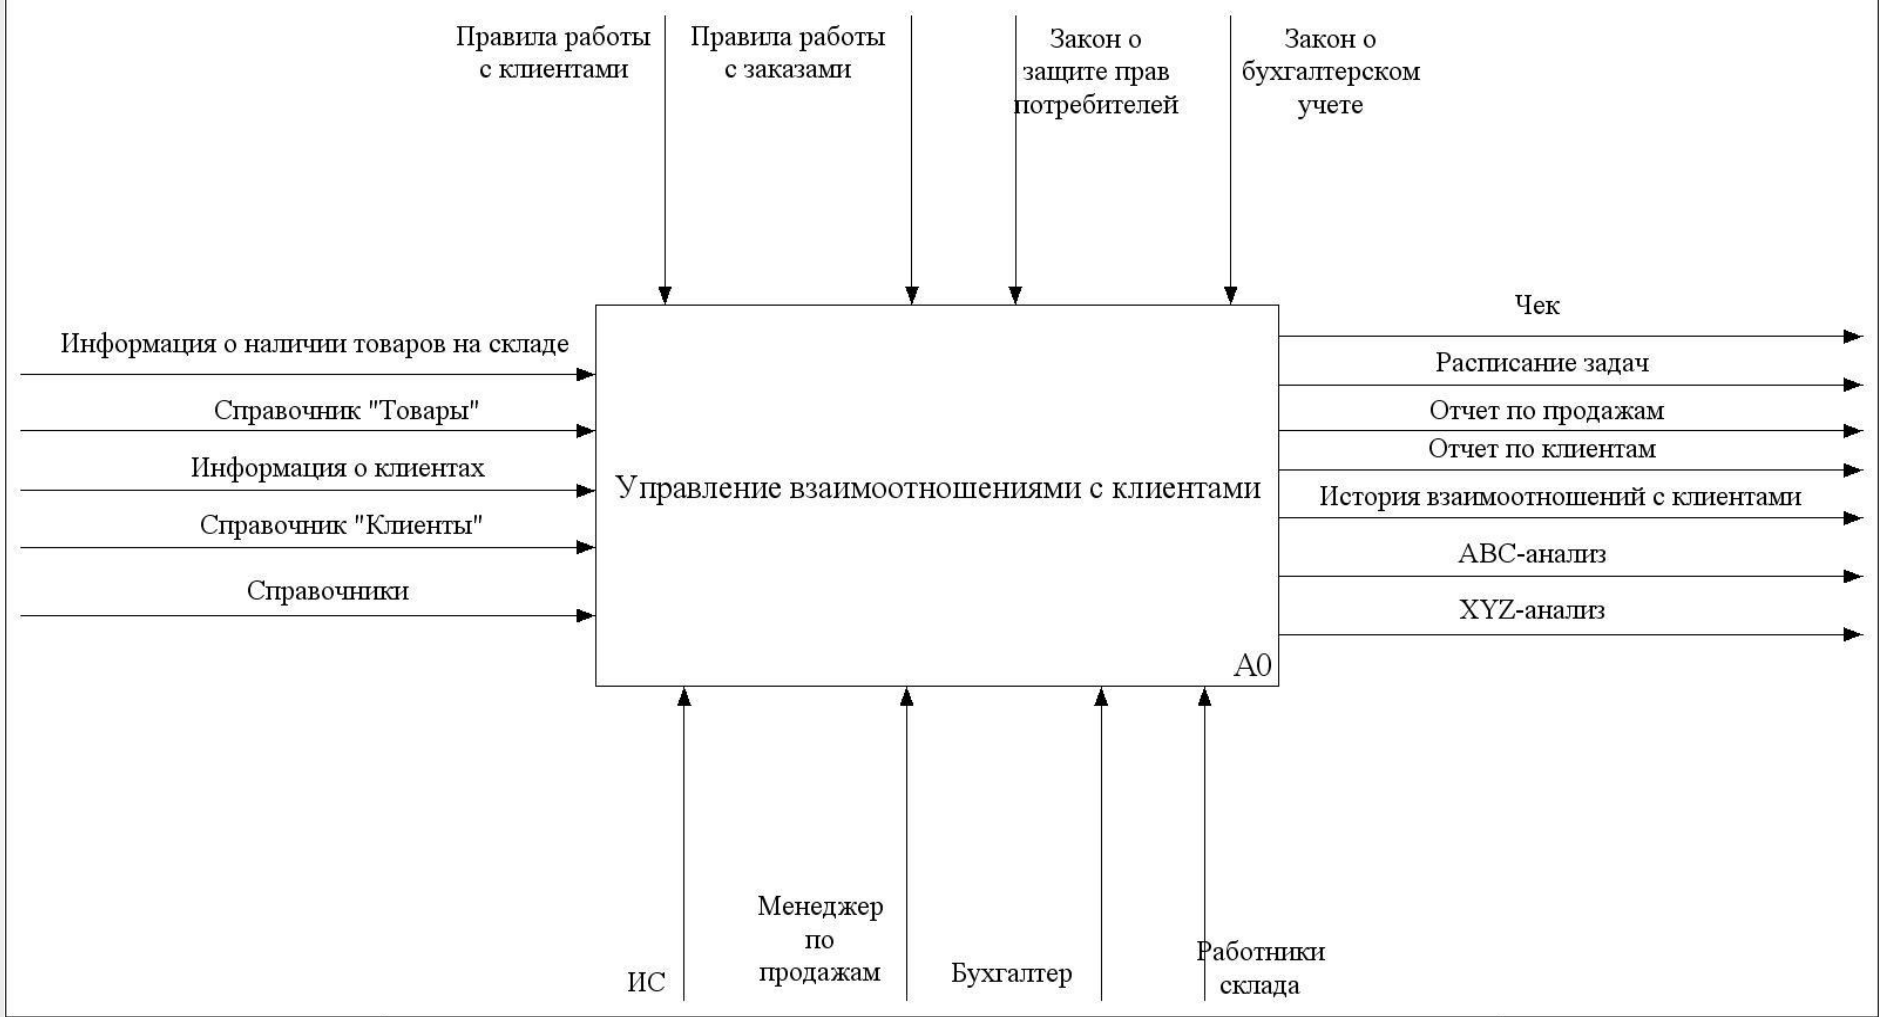 Правила работы
с клиентами
Правила работы
с заказами
Закон о
защите прав
потребителей
Закон о
бухгалтерском
учете
Информация о наличии товаров на складе
Справочник "Товары"
Информация о клиентах
Справочник "Клиенты"
Справочники
Управление взаимоотношениями с клиентами
A0
Чек
Расписание задач
Отчет по продажам
Отчет по клиентам
История взаимоотношений с клиентами
ABC-анализ
XYZ-анализ
ИС
Менеджер
по
продажам
Бухгалтер
Работники
склада